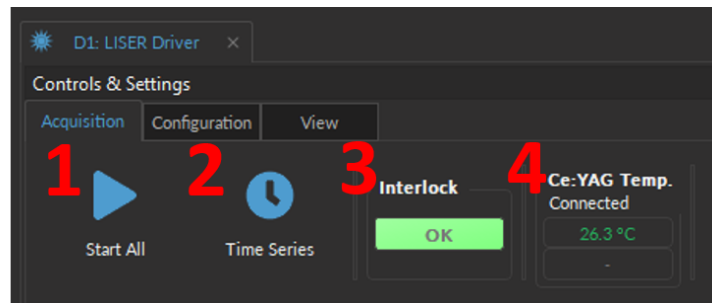 D1: LISER Driver ×
Controls & Settings
Acquisition Configuration View
1 2 3 4
Interlock Ce:YAG Temp.
Connected
OK 26.3 °C
Start All Time Series -